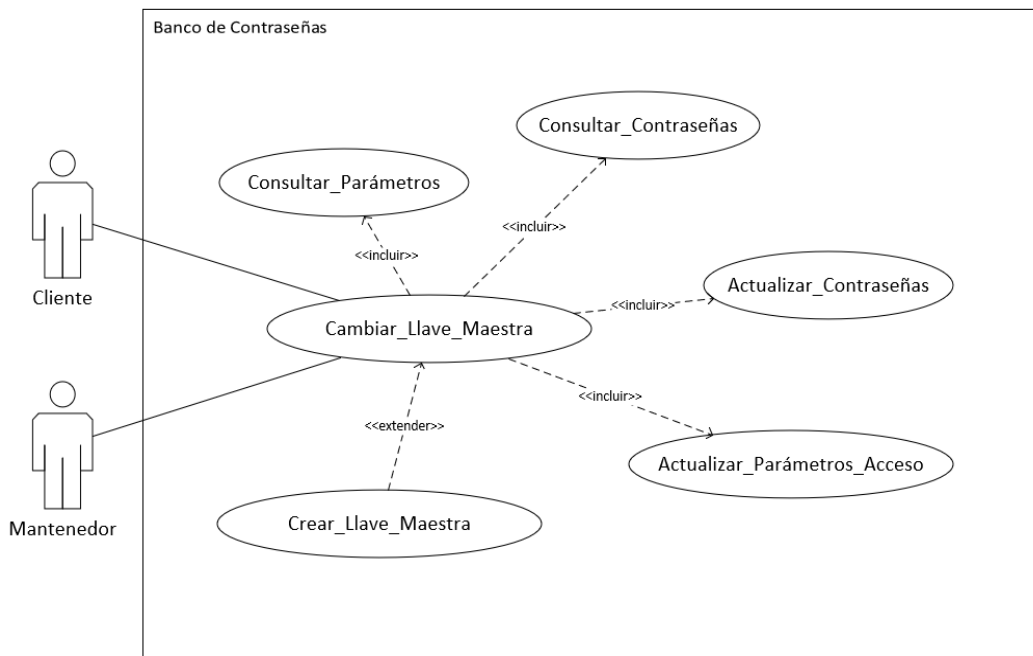 Banco de Contraseñas
Consultar_Contraseñas
Consultar_Parámetros
<<incluir>>
<<incluir>>
Cliente
Actualizar_Contraseñas
<<incluir>>
Cambiar_Llave_Maestra
<<incluir>>
<<extender>>
Actualizar_Parámetros_Acceso
Mantenedor
Crear_Llave_Maestra